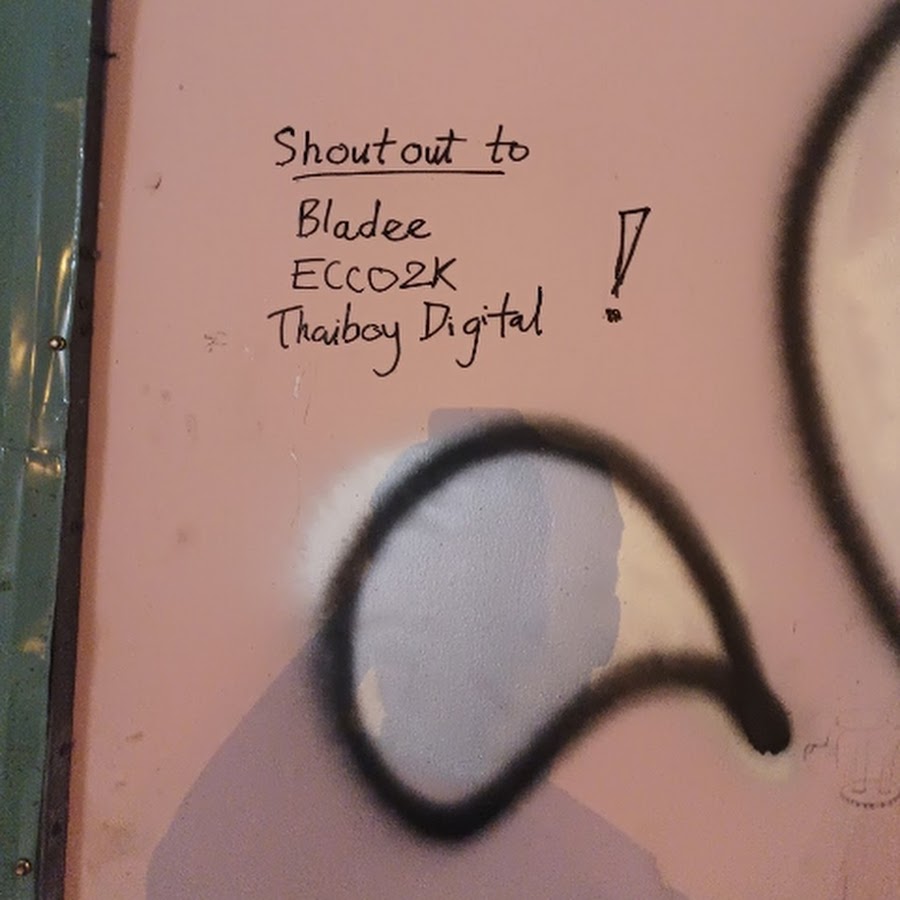 Shoutout to
Bladee
ECCO2K
Thaiboy Digital !